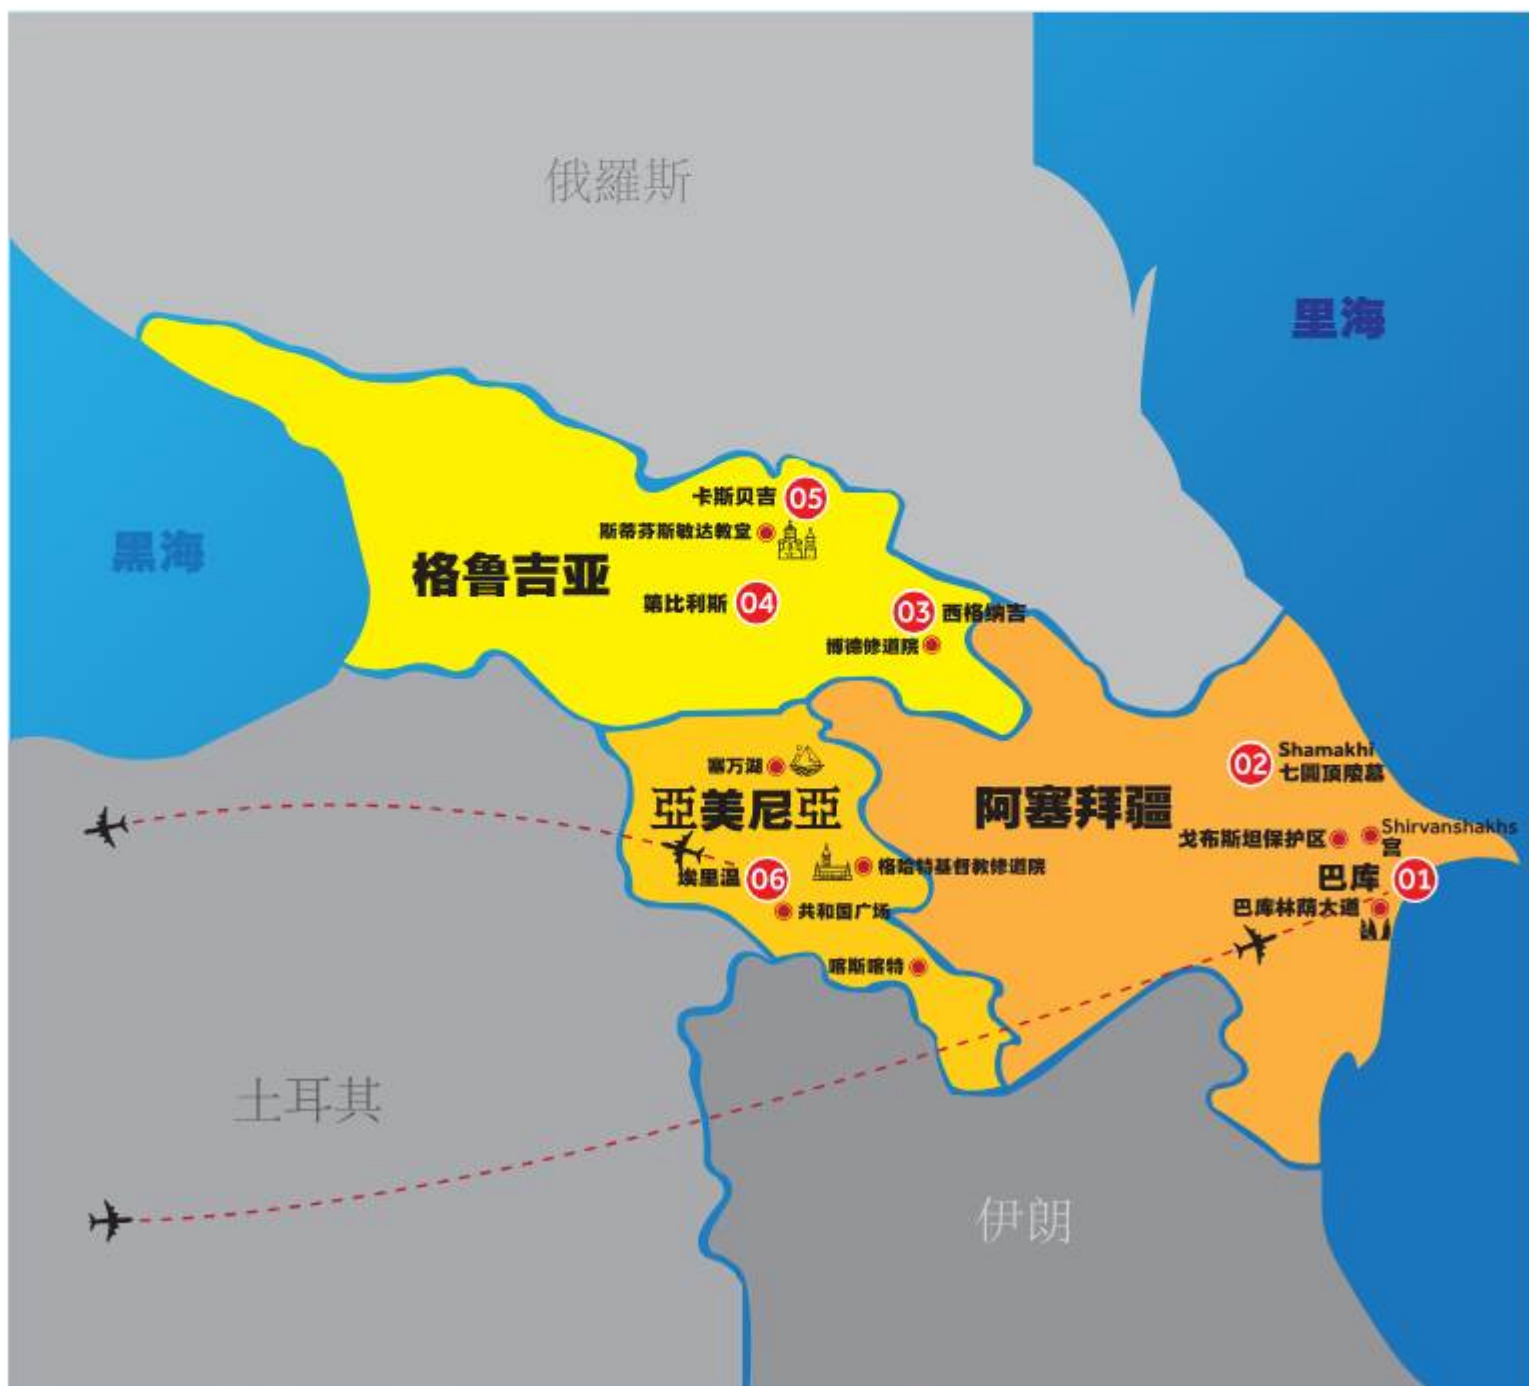 俄羅斯
里海
黑海
卡斯贝吉 05
斯蒂芬斯敏达教堂
格鲁吉亚
第比利斯 04
03 西格纳吉
博德修道院
塞万湖
亞美尼亞
埃里温 06
格哈特基督教修道院
共和国广场
喀斯喀特
阿塞拜疆
02 Shamakhi
七圓頂陵墓
戈布斯坦保护区
Shirvanshakhs
宫
巴库 01
巴库林荫大道
土耳其
伊朗